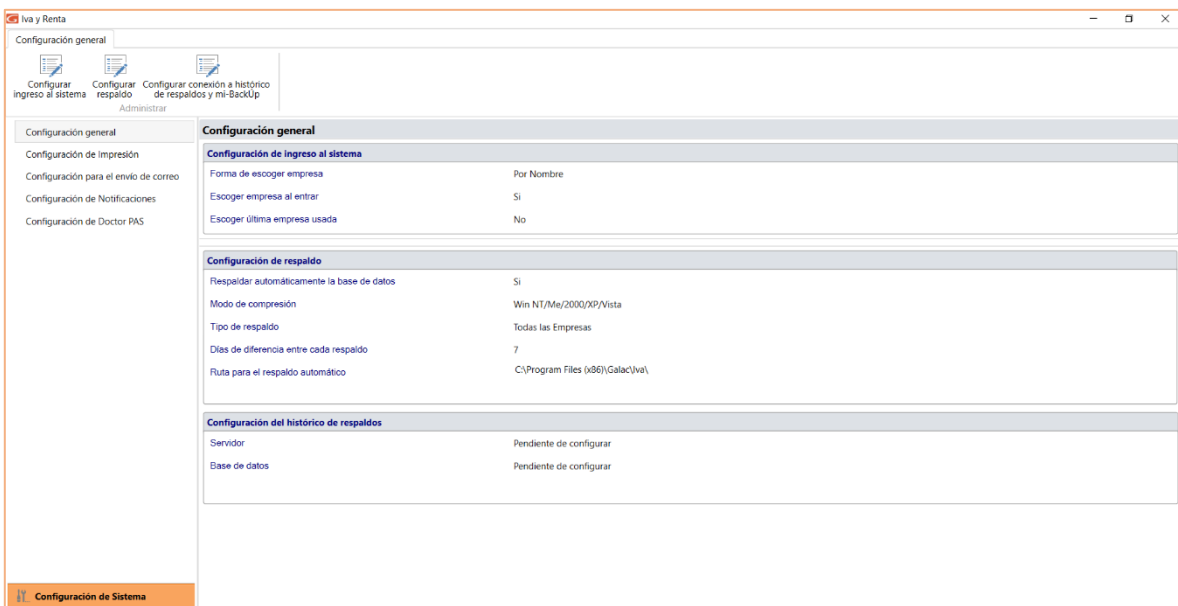 Iva y Renta
Configuración general
Configurar ingreso al sistema
Configurar respaldo
Configurar conexión a histórico de respaldos y mi-BackUp
Administrar
Configuración general
Configuración de Impresión
Configuración para el envío de correo
Configuración de Notificaciones
Configuración de Doctor PAS
Configuración de Sistema
Configuración general
Configuración de ingreso al sistema
Forma de escoger empresa Por Nombre
Escoger empresa al entrar Si
Escoger última empresa usada No
Configuración de respaldo
Respaldar automáticamente la base de datos Si
Modo de compresión Win NT/Me/2000/XP/Vista
Tipo de respaldo Todas las Empresas
Días de diferencia entre cada respaldo 7
Ruta para el respaldo automático C:\Program Files (x86)\Galac\Iva\
Configuración del histórico de respaldos
Servidor Pendiente de configurar
Base de datos Pendiente de configurar